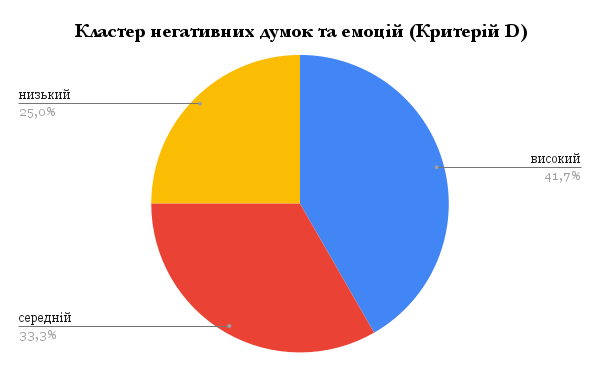 Кластер негативних думок та емоцій (Критерій D)
низький
25,0%
високий
41,7%
середній
33,3%